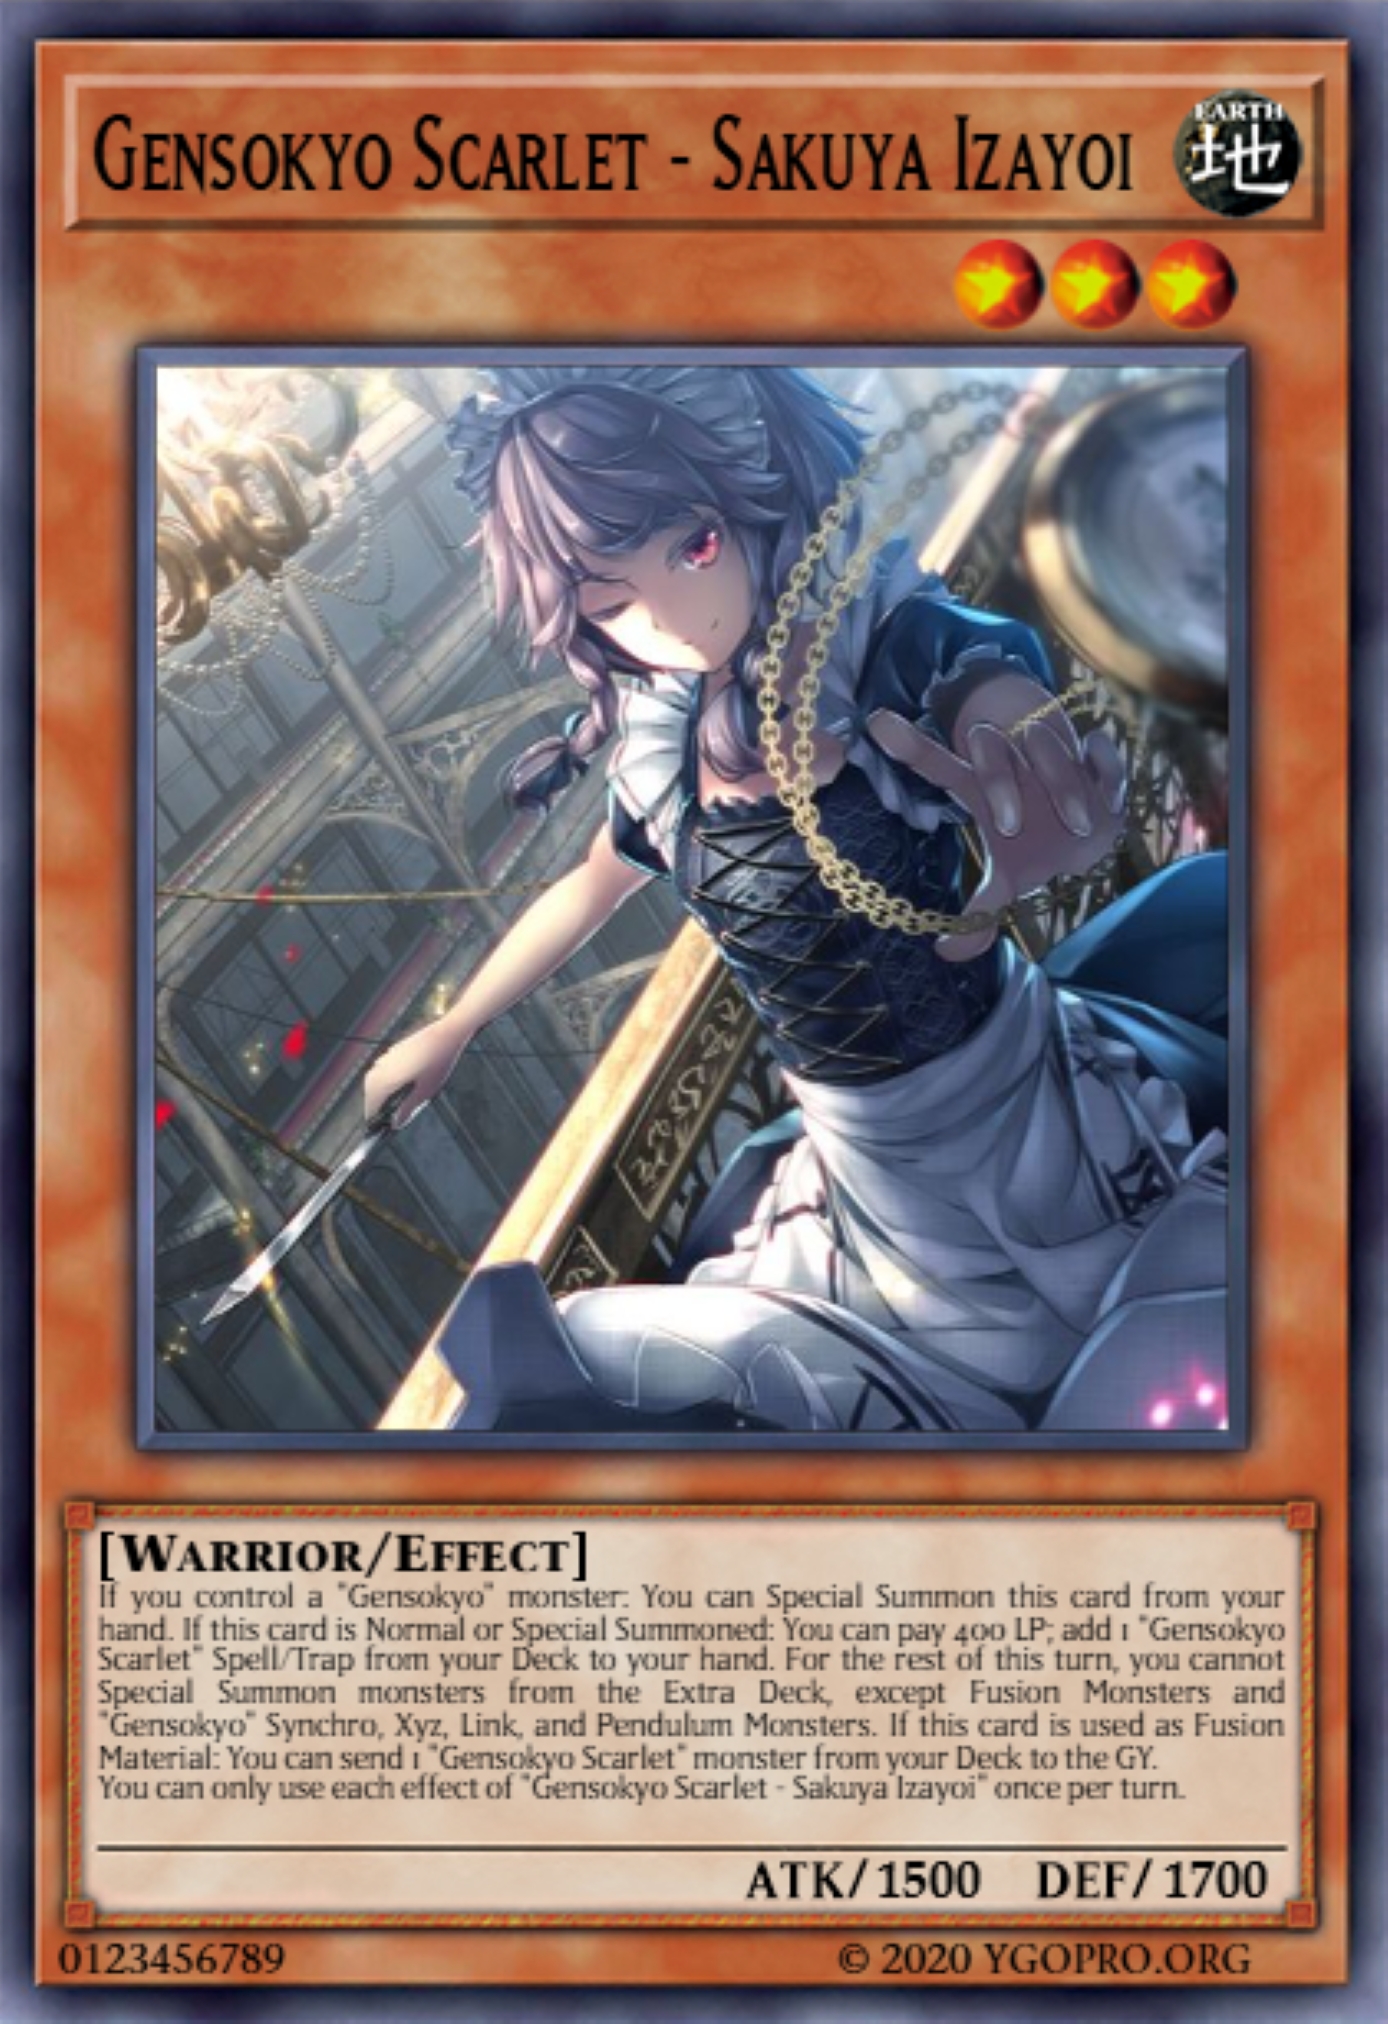 GENSOKYO SCARLET - SAKUYA IZAYOI
EARTH
地
[WARRIOR/EFFECT]
If you control a "Gensokyo" monster: You can Special Summon this card from your
hand. If this card is Normal or Special Summoned: You can pay 400 LP; add 1 "Gensokyo
Scarlet" Spell/Trap from your Deck to your hand. For the rest of this turn, you cannot
Special Summon monsters from the Extra Deck, except Fusion Monsters and
"Gensokyo" Synchro, Xyz, Link, and Pendulum Monsters. If this card is used as Fusion
Material: You can send 1 "Gensokyo Scarlet" monster from your Deck to the GY.
You can only use each effect of "Gensokyo Scarlet - Sakuya Izayoi" once per turn.
ATK/1500 DEF/1700
0123456789 © 2020 YGOPRO.ORG